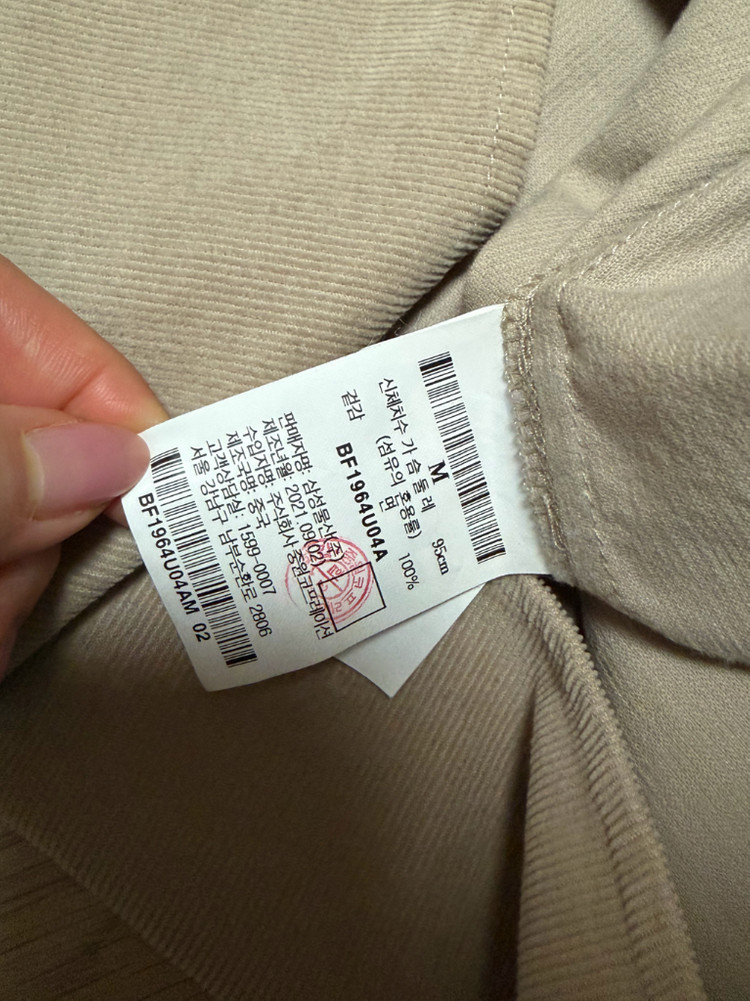 M
신체치수 가 슴 둘 레 95cm
(섬유의 혼용률)
겉감 면 100%
BF1964U04A
판매자명: 삼성물산(주)
제조년월: 2021.09(02)
수입자명: 주식회사 중원코퍼레이션
제조국명: 중국
고객상담실: 1599-0007
서울 강남구 남부순환로 2806
BF1964U04AM 02